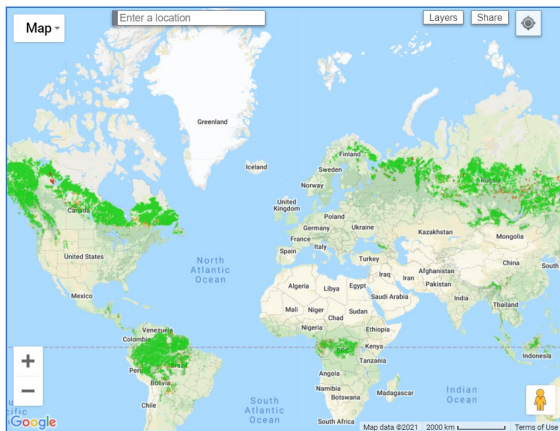 Map
Enter a location
Layers
Share
Greenland
Iceland
Finland
Sweden
Norway
Russia
Canada
United Kingdom
Poland
Germany
Ukraine
France
Italy
Spain
Turkey
Kazakhstan
Mongolia
United States
North Atlantic Ocean
Afghanistan
China
South
Iraq
Iran
Pakistan
Algeria
Libya
Egypt
Saudi Arabia
India
Thailand
Mexico
Mali
Niger
Chad
Sudan
Nigeria
Ethiopia
Venezuela
Colombia
DRC
Kenya
Tanzania
Indonesia
Peru
Brazil
Bolivia
Angola
Namibia
Botswana
Madagascar
Indian Ocean
Chile
South Atlantic Ocean
South Africa
+
−
Google
Map data ©2021
2000 km
Terms of Use